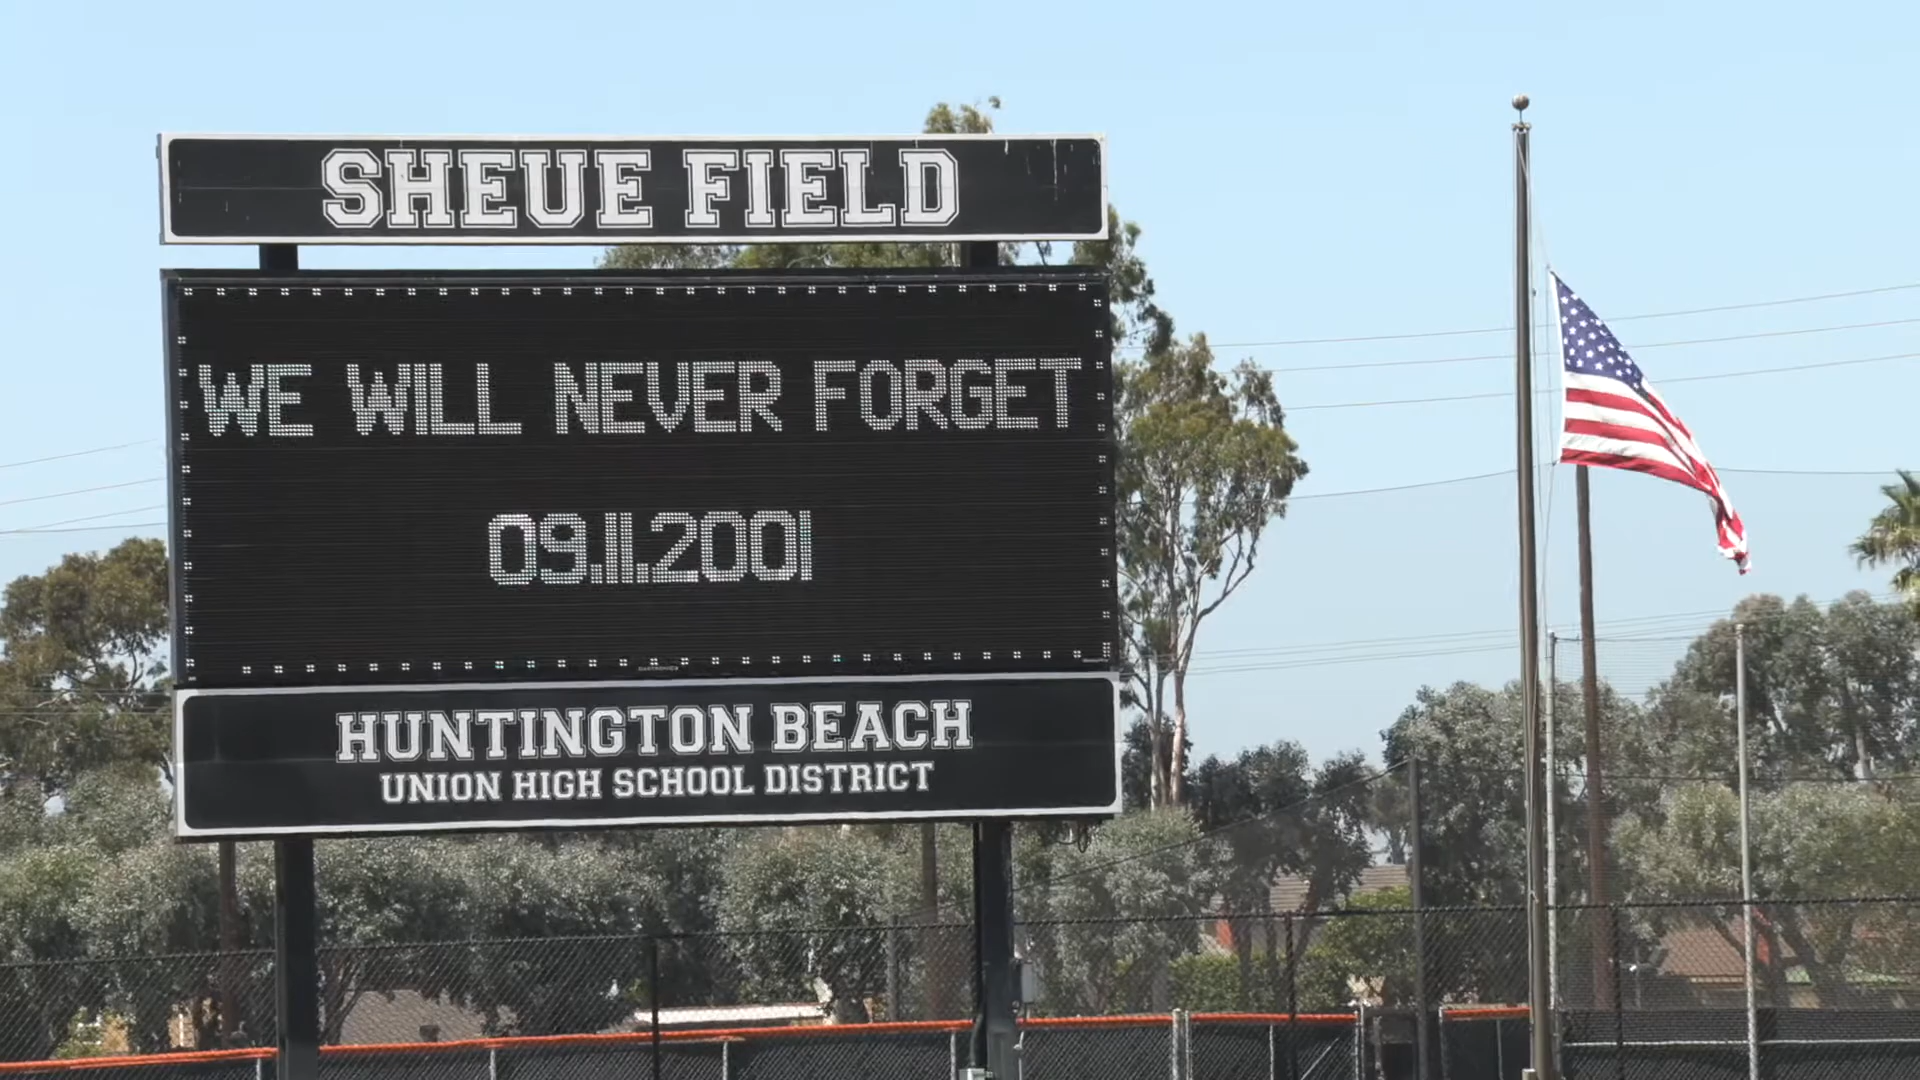 SHEUE FIELD
WE WILL NEVER FORGET
09.11.2001
HUNTINGTON BEACH
UNION HIGH SCHOOL DISTRICT